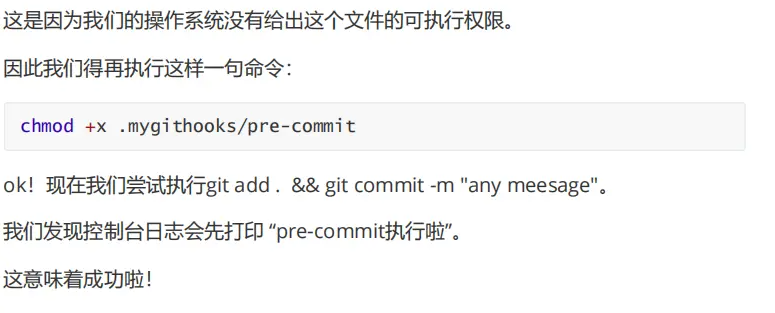 这是因为我们的操作系统没有给出这个文件的可执行权限。
因此我们得再执行这样一句命令：
chmod +x .mygithooks/pre-commit
ok！现在我们尝试执行git add . && git commit -m "any meesage"。
我们发现控制台日志会先打印 “pre-commit执行啦”。
这意味着成功啦！